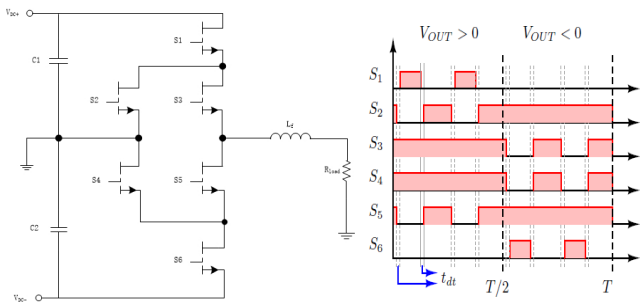 V_DC+
C1
S1
S2
S3
S4
S5
S6
C2
L_f
R_load
V_DC-
V_OUT > 0
V_OUT < 0
S_1
S_2
S_3
S_4
S_5
S_6
t_dt
T/2
T